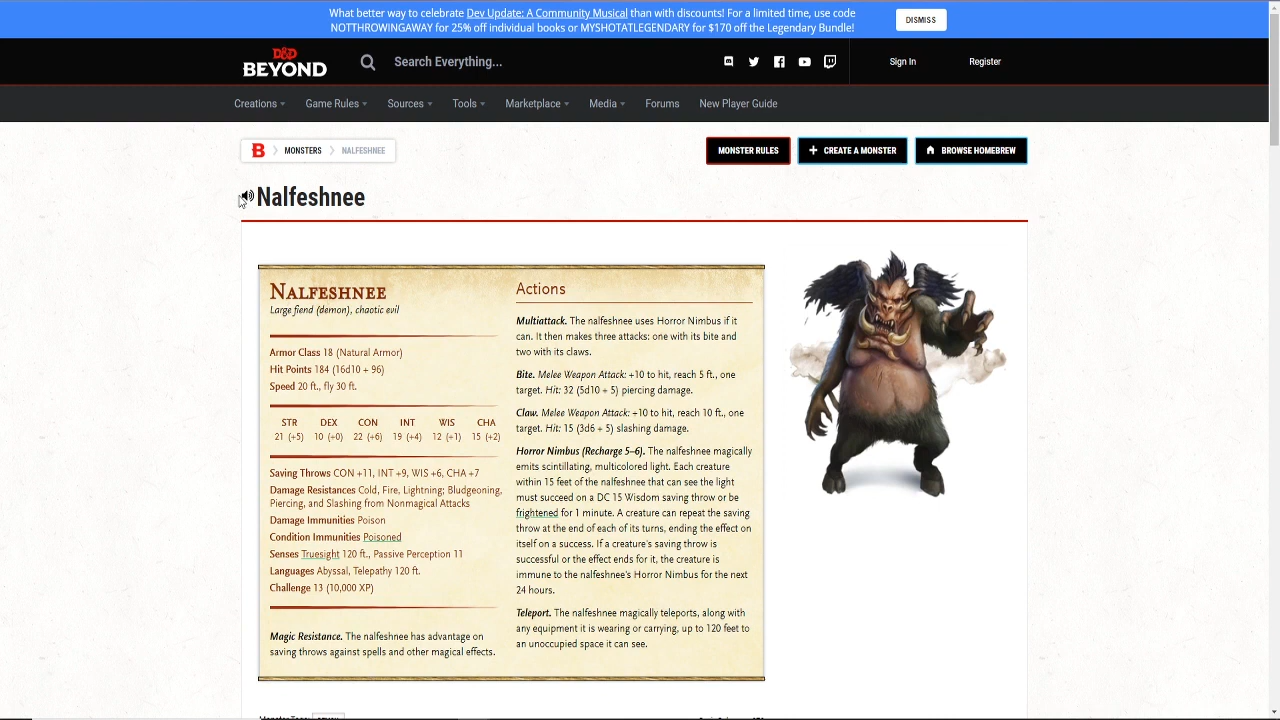 What better way to celebrate Dev Update: A Community Musical than with discounts! For a limited time, use code
NOTTHROWINGAWAY for 25% off individual books or MYSHOTATLEGENDARY for $170 off the Legendary Bundle!
DISMISS
D&D
BEYOND
Search Everything...
Sign In
Register
Creations
Game Rules
Sources
Tools
Marketplace
Media
Forums
New Player Guide
B
MONSTERS
NALFESHNEE
MONSTER RULES
CREATE A MONSTER
BROWSE HOMEBREW
Nalfeshnee
NALFESHNEE
Large fiend (demon), chaotic evil
Armor Class 18 (Natural Armor)
Hit Points 184 (16d10 + 96)
Speed 20 ft., fly 30 ft.
STR DEX CON INT WIS CHA
21 (+5) 10 (+0) 22 (+6) 19 (+4) 12 (+1) 15 (+2)
Saving Throws CON +11, INT +9, WIS +6, CHA +7
Damage Resistances Cold, Fire, Lightning; Bludgeoning,
Piercing, and Slashing from Nonmagical Attacks
Damage Immunities Poison
Condition Immunities Poisoned
Senses Truesight 120 ft., Passive Perception 11
Languages Abyssal, Telepathy 120 ft.
Challenge 13 (10,000 XP)
Magic Resistance. The nalfeshnee has advantage on
saving throws against spells and other magical effects.
Actions
Multiattack. The nalfeshnee uses Horror Nimbus if it
can. It then makes three attacks: one with its bite and
two with its claws.
Bite. Melee Weapon Attack: +10 to hit, reach 5 ft., one
target. Hit: 32 (5d10 + 5) piercing damage.
Claw. Melee Weapon Attack: +10 to hit, reach 10 ft., one
target. Hit: 15 (3d6 + 5) slashing damage.
Horror Nimbus (Recharge 5–6). The nalfeshnee magically
emits scintillating, multicolored light. Each creature
within 15 feet of the nalfeshnee that can see the light
must succeed on a DC 15 Wisdom saving throw or be
frightened for 1 minute. A creature can repeat the saving
throw at the end of each of its turns, ending the effect on
itself on a success. If a creature's saving throw is
successful or the effect ends for it, the creature is
immune to the nalfeshnee's Horror Nimbus for the next
24 hours.
Teleport. The nalfeshnee magically teleports, along with
any equipment it is wearing or carrying, up to 120 feet to
an unoccupied space it can see.